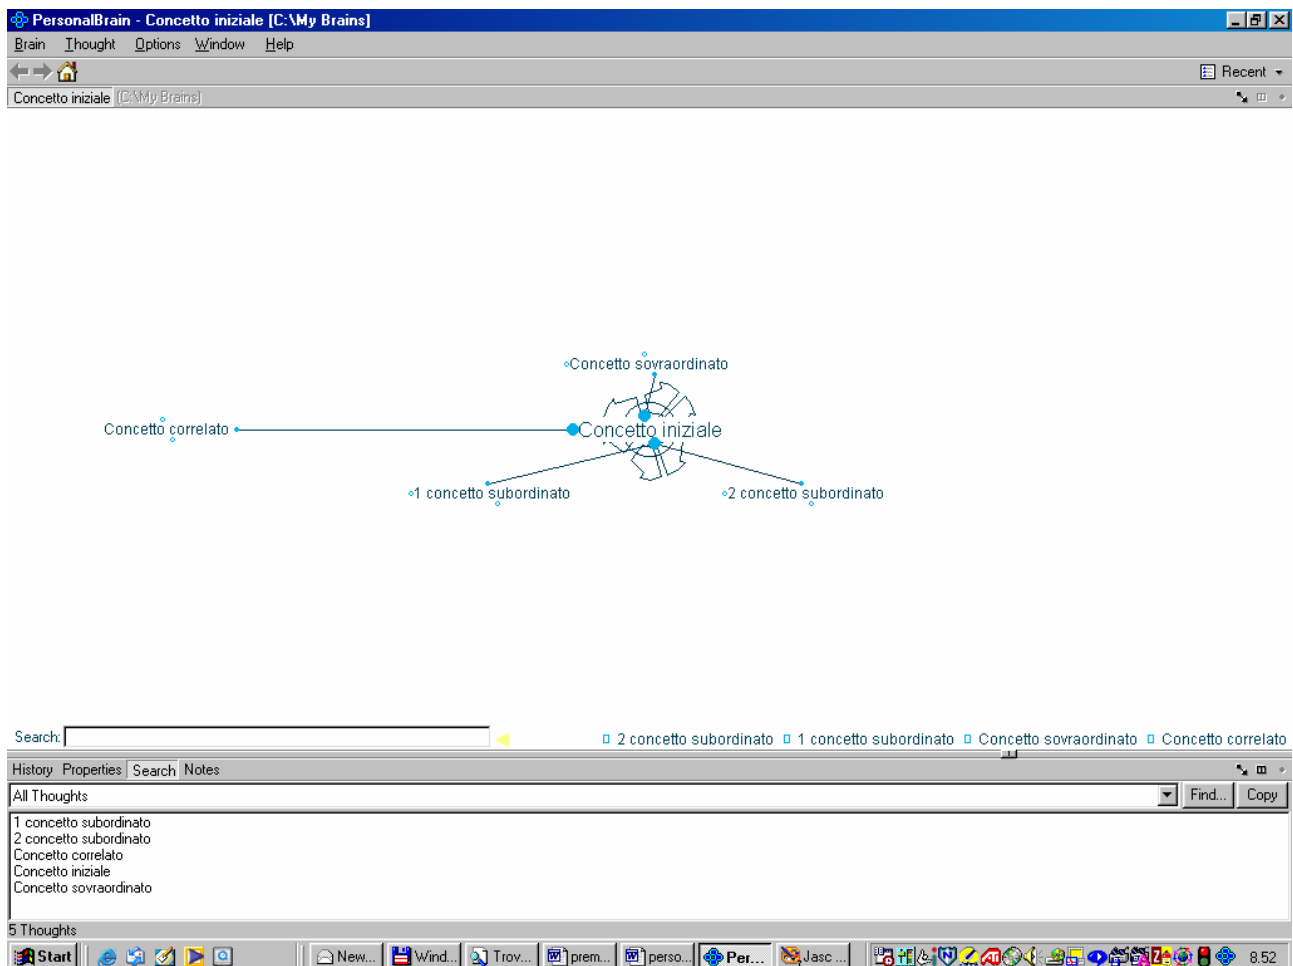 PersonalBrain - Concetto iniziale [C:\My Brains]
Brain Thought Options Window Help
Recent
Concetto iniziale [C:\My Brains]
Concetto sovraordinato
Concetto correlato
Concetto iniziale
1 concetto subordinato
2 concetto subordinato
Search:
2 concetto subordinato 1 concetto subordinato Concetto sovraordinato Concetto correlato
History Properties Search Notes
All Thoughts Find... Copy
1 concetto subordinato
2 concetto subordinato
Concetto correlato
Concetto iniziale
Concetto sovraordinato
5 Thoughts
Start New... Wind... Trov... prem... perso... Per... Jasc ... 8.52